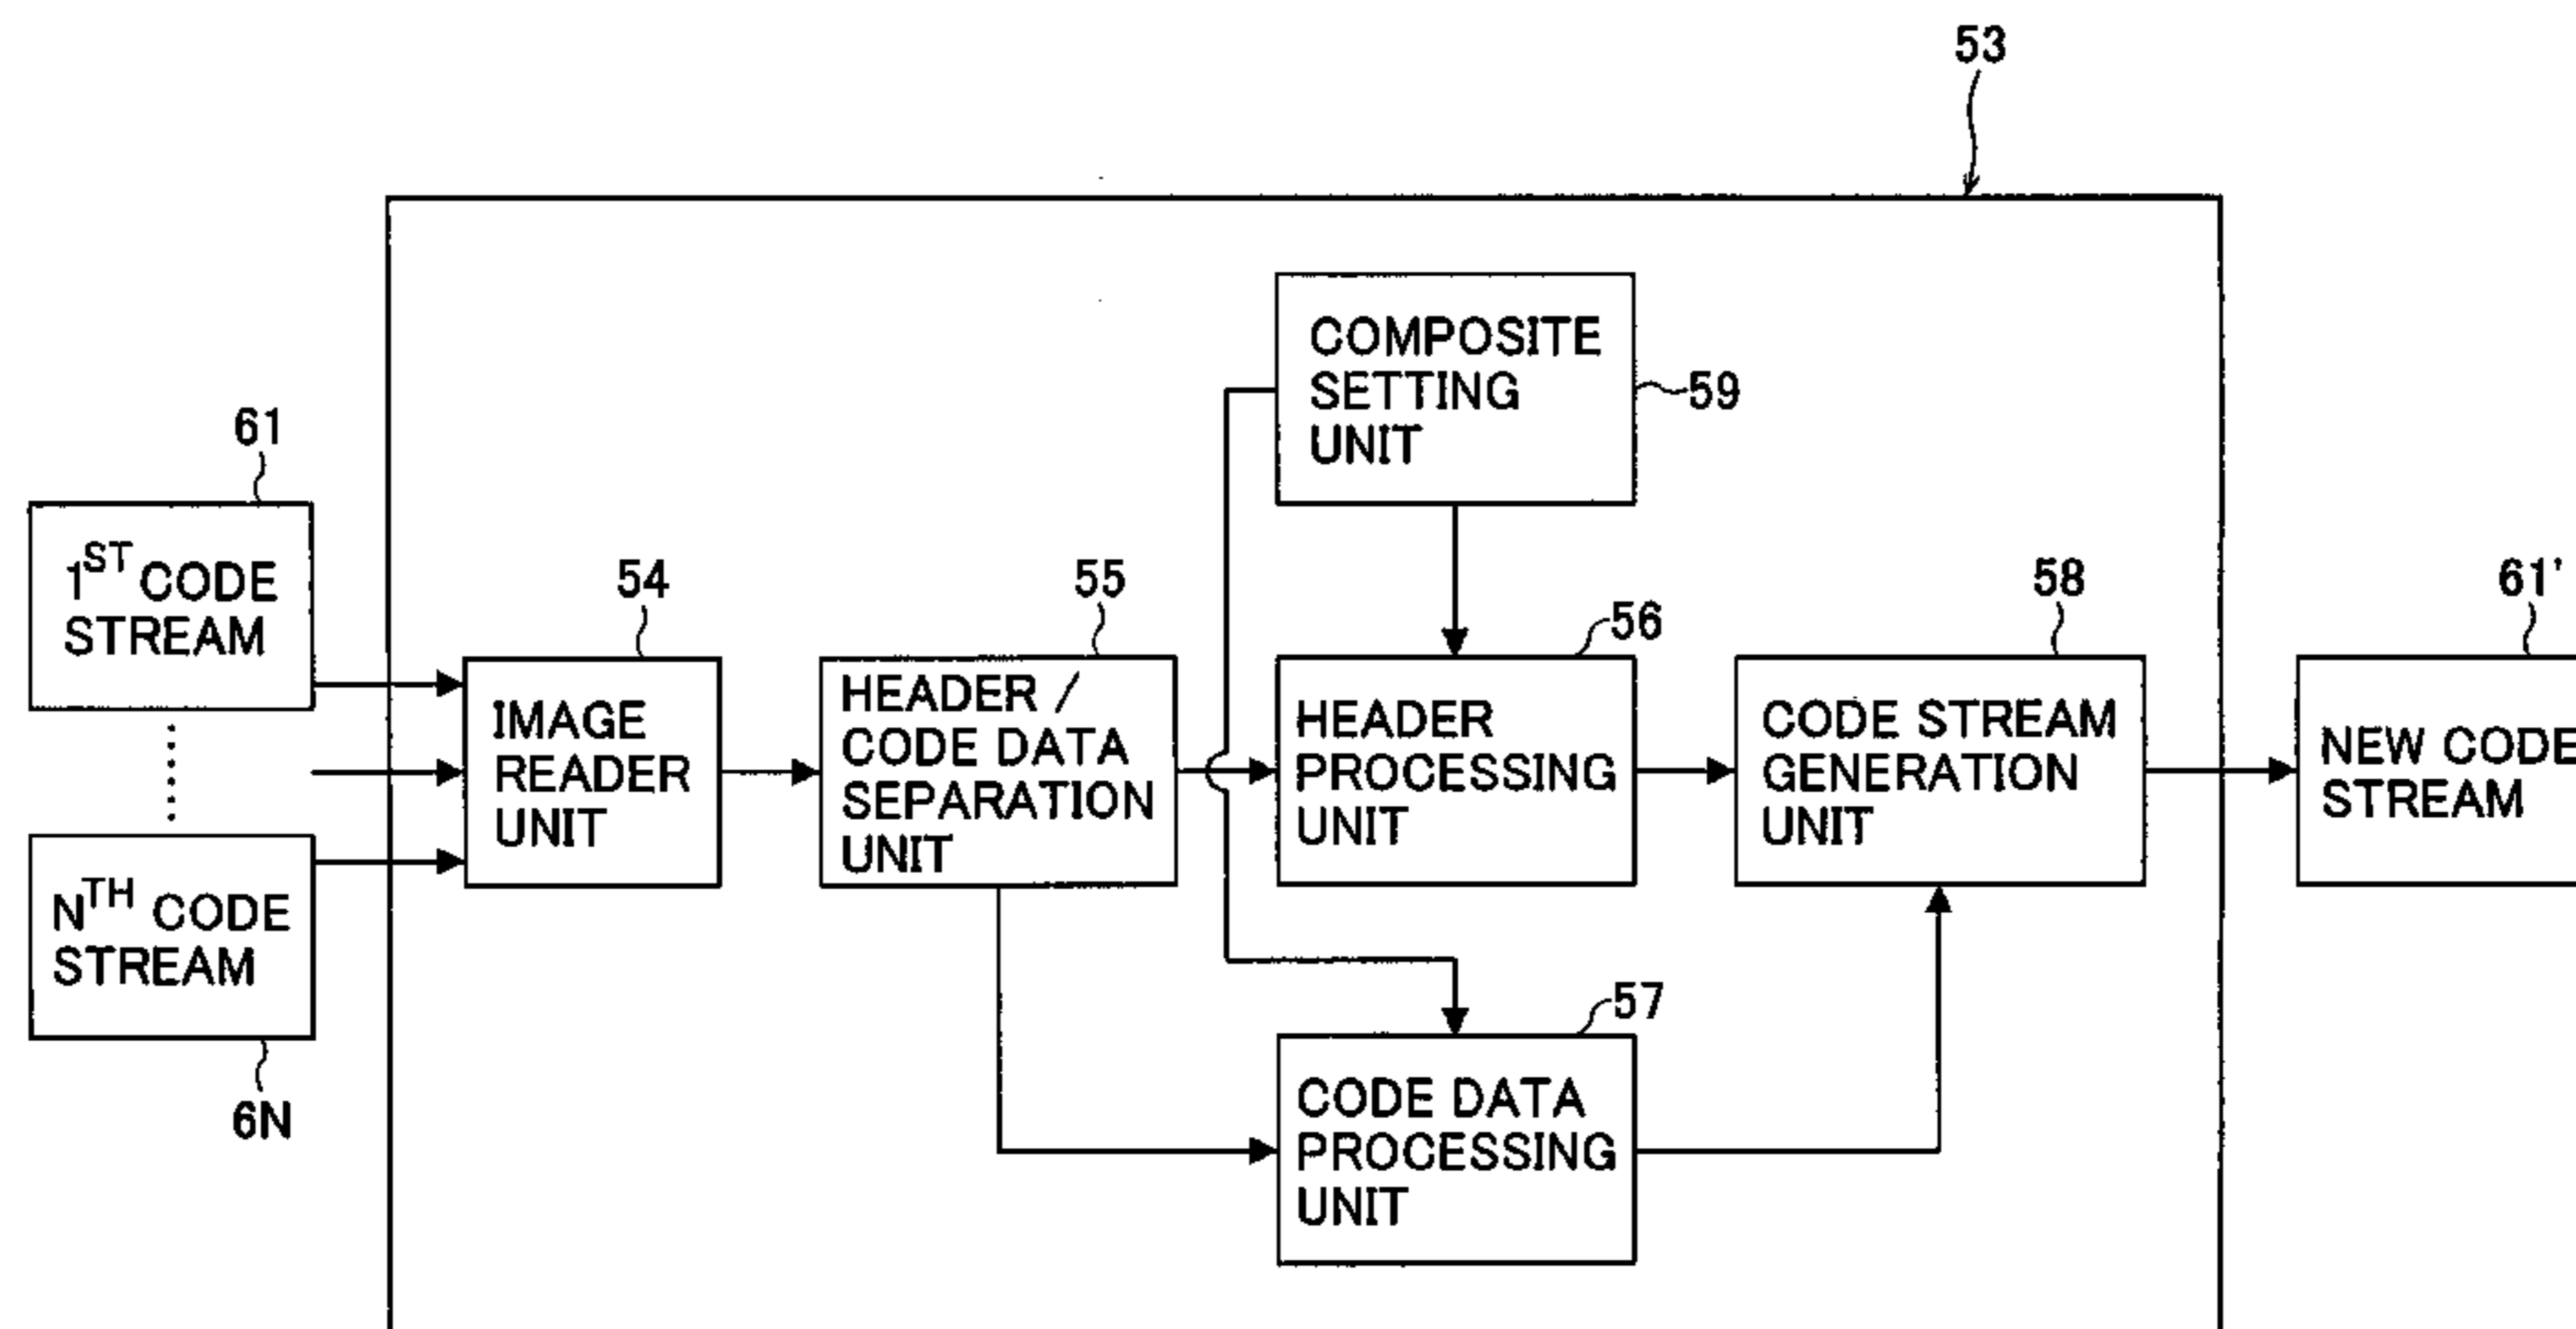 53
COMPOSITE
SETTING
UNIT
59
61
1ST CODE
STREAM
54
55
56
58
61'
IMAGE
READER
UNIT
HEADER /
CODE DATA
SEPARATION
UNIT
HEADER
PROCESSING
UNIT
CODE STREAM
GENERATION
UNIT
NEW CODE
STREAM
NTH CODE
STREAM
6N
57
CODE DATA
PROCESSING
UNIT